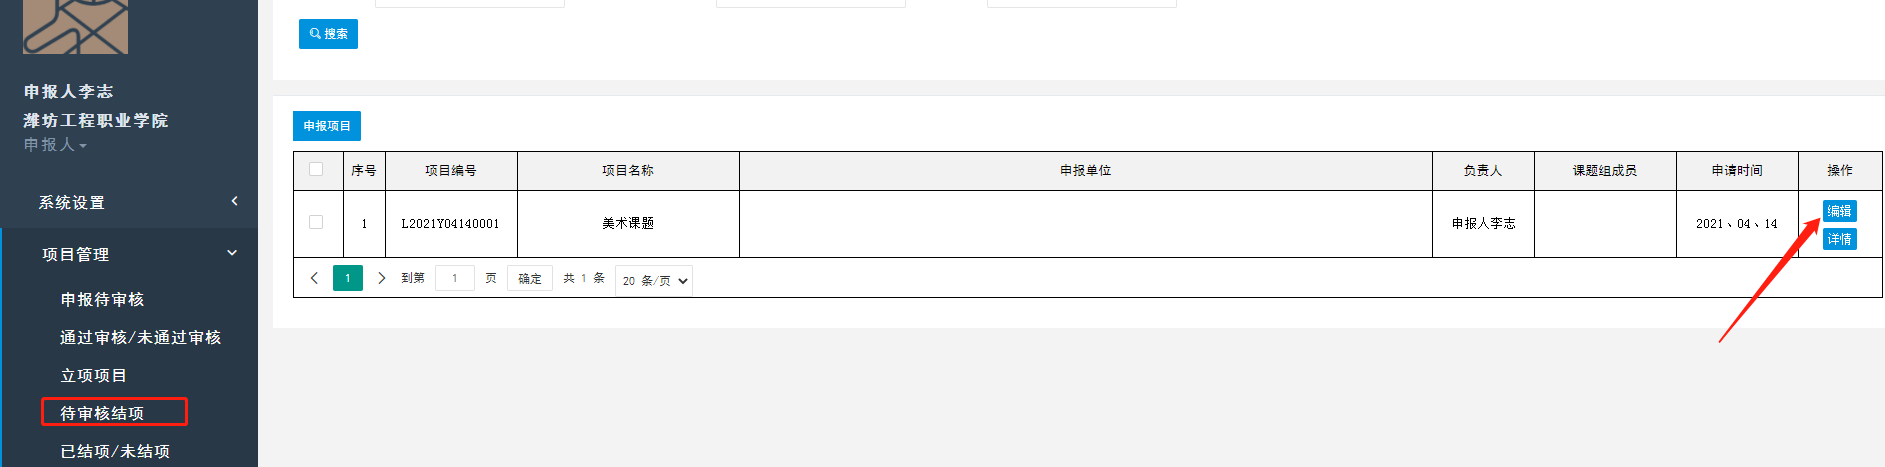 搜索
申报人李志
潍坊工程职业学院
申报人
系统设置
项目管理
申报待审核
通过审核/未通过审核
立项项目
待审核结项
已结项/未结项
申报项目
序号 项目编号 项目名称 申报单位 负责人 课题组成员 申请时间 操作
1 L2021Y04140001 美术课题 申报人李志 2021、04、14 编辑
详情
1 到第 1 页 确定 共 1 条 20 条/页